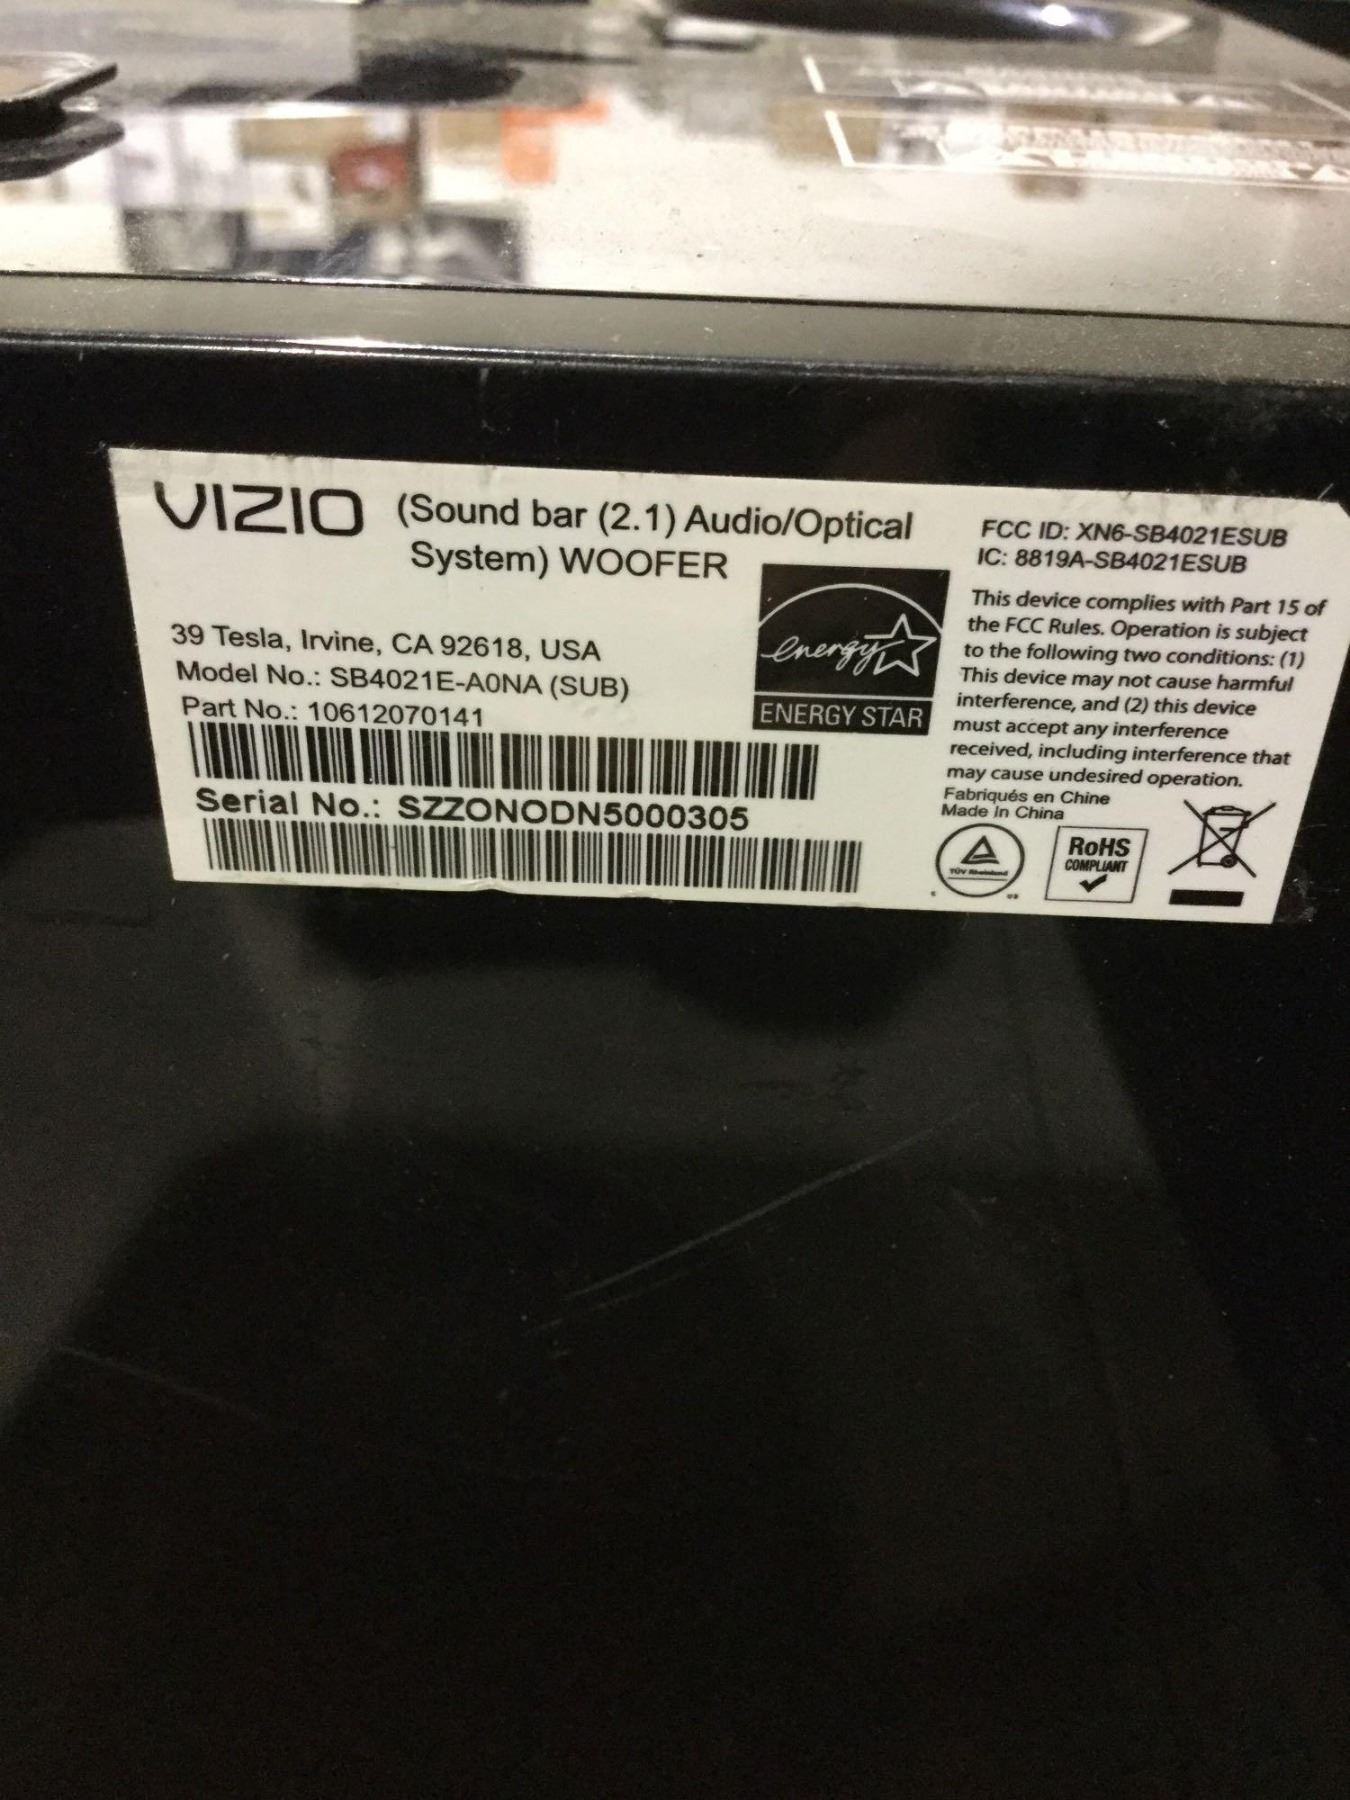 VIZIO (Sound bar (2.1) Audio/Optical
System) WOOFER
39 Tesla, Irvine, CA 92618, USA
Model No.: SB4021E-A0NA (SUB)
Part No.: 10612070141
Serial No.: SZZONODN5000305
energy
ENERGY STAR
FCC ID: XN6-SB4021ESUB
IC: 8819A-SB4021ESUB
This device complies with Part 15 of
the FCC Rules. Operation is subject
to the following two conditions: (1)
This device may not cause harmful
interference, and (2) this device
must accept any interference
received, including interference that
may cause undesired operation.
Fabriqués en Chine
Made In China
TÜV Rheinland
C US
RoHS
COMPLIANT